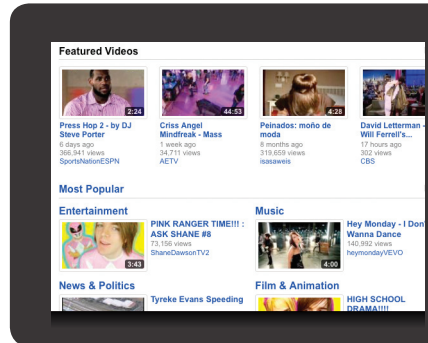 Featured Videos
2:24
44:53
4:28
Press Hop 2 - by DJ
Steve Porter
6 days ago
366,941 views
SportsNationESPN
Criss Angel
Mindfreak - Mass
1 week ago
34,711 views
AETV
Peinados: moño de
moda
8 months ago
319,659 views
isasaweis
David Letterman -
Will Ferrell's...
17 hours ago
302 views
CBS
Most Popular
Entertainment
3:43
PINK RANGER TIME!!! :
ASK SHANE #8
73,156 views
ShaneDawsonTV2
Music
4:00
Hey Monday - I Don'
Wanna Dance
140,992 views
heymondayVEVO
News & Politics
Tyreke Evans Speeding
Film & Animation
HIGH SCHOOL
DRAMA!!!!